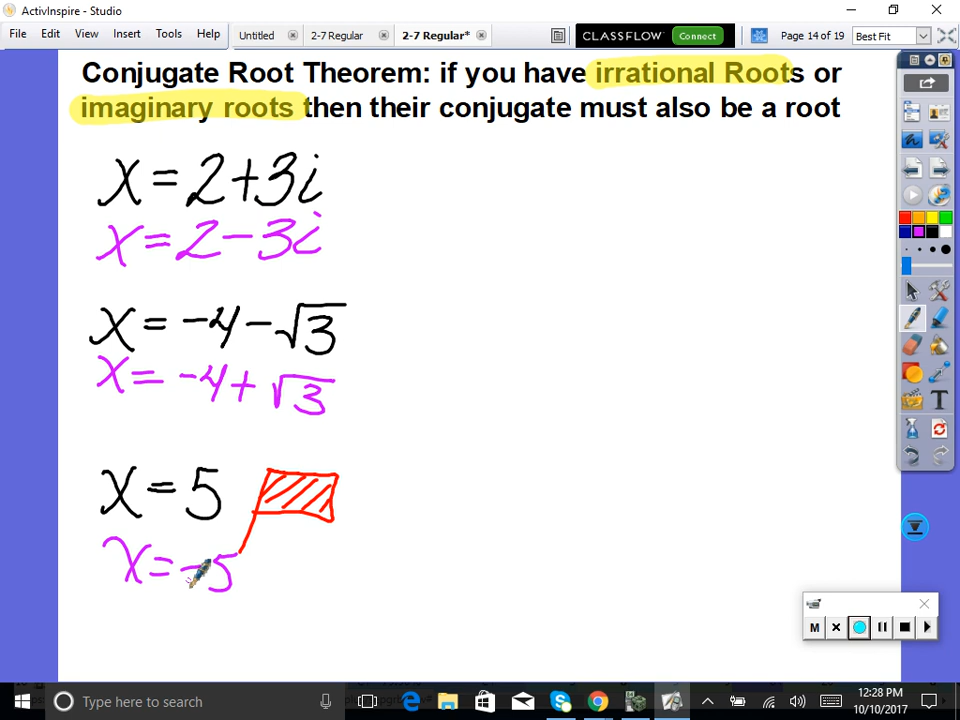 ActivInspire - Studio
File Edit View Insert Tools Help Untitled 2-7 Regular 2-7 Regular* CLASSFLOW Connect Page 14 of 19 Best Fit
Conjugate Root Theorem: if you have irrational Roots or
imaginary roots then their conjugate must also be a root
x = 2 + 3i
x = 2 - 3i
x = -4 - √3
x = -4 + √3
x = 5
x = -5
T
M
Type here to search
12:28 PM
10/10/2017